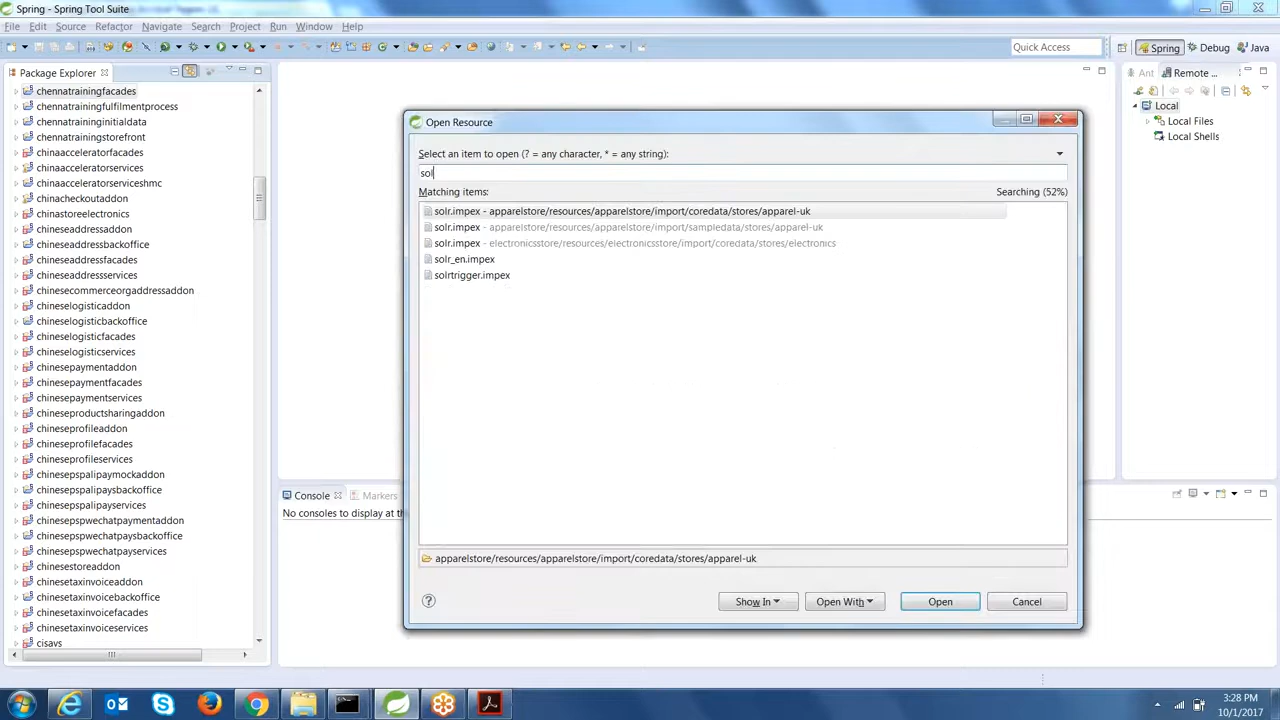 Spring - Spring Tool Suite
File Edit Source Refactor Navigate Search Project Run Window Help
Quick Access
Spring
Debug
Java
Package Explorer
chennatrainingfacades
chennatrainingfulfilmentprocess
chennatraininginitialdata
chennatrainingstorefront
chinaacceleratorfacades
chinaacceleratorservices
chinaacceleratorserviceshmc
chinacheckoutaddon
chinastoreelectronics
chineseaddressaddon
chineseaddressbackoffice
chineseaddressfacades
chineseaddressservices
chinesecommerceorgaddressaddon
chineselogisticaddon
chineselogisticbackoffice
chineselogisticfacades
chineselogisticservices
chinesepaymentaddon
chinesepaymentfacades
chinesepaymentservices
chineseproductsharingaddon
chineseprofileaddon
chineseprofilefacades
chineseprofileservices
chinesepspalipaymockaddon
chinesepspalipaysbackoffice
chinesepspalipayservices
chinesepspwechatpaymentaddon
chinesepspwechatpaysbackoffice
chinesepspwechatpayservices
chinesestoreaddon
chinesetaxinvoiceaddon
chinesetaxinvoicebackoffice
chinesetaxinvoicefacades
chinesetaxinvoiceservices
cisavs
Open Resource
Select an item to open (? = any character, * = any string):
sol
Matching items:
Searching (52%)
solr.impex - apparelstore/resources/apparelstore/import/coredata/stores/apparel-uk
solr.impex - apparelstore/resources/apparelstore/import/sampledata/stores/apparel-uk
solr.impex - electronicsstore/resources/electronicsstore/import/coredata/stores/electronics
solr_en.impex
solrtrigger.impex
apparelstore/resources/apparelstore/import/coredata/stores/apparel-uk
Show In
Open With
Open
Cancel
Console
Markers
No consoles to display at th
Ant
Remote ...
Local
Local Files
Local Shells
3:28 PM
10/1/2017